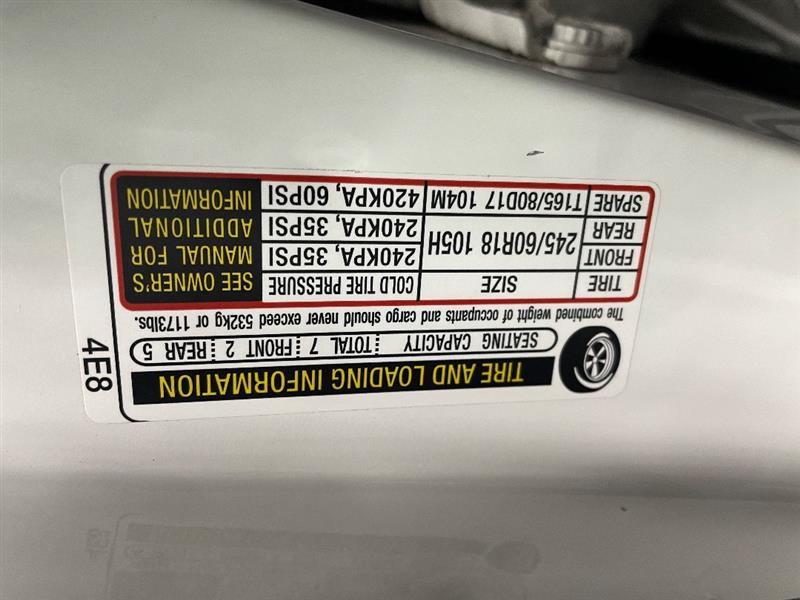 TIRE AND LOADING INFORMATION
SEATING CAPACITY TOTAL 7 FRONT 2 REAR 5
The combined weight of occupants and cargo should never exceed 532kg or 1173lbs.
TIRE SIZE COLD TIRE PRESSURE
FRONT 245/60R18 105H 240KPA, 35PSI
REAR 240KPA, 35PSI
SPARE T165/80D17 104M 420KPA, 60PSI
SEE OWNER'S
MANUAL FOR
ADDITIONAL
INFORMATION
4E8